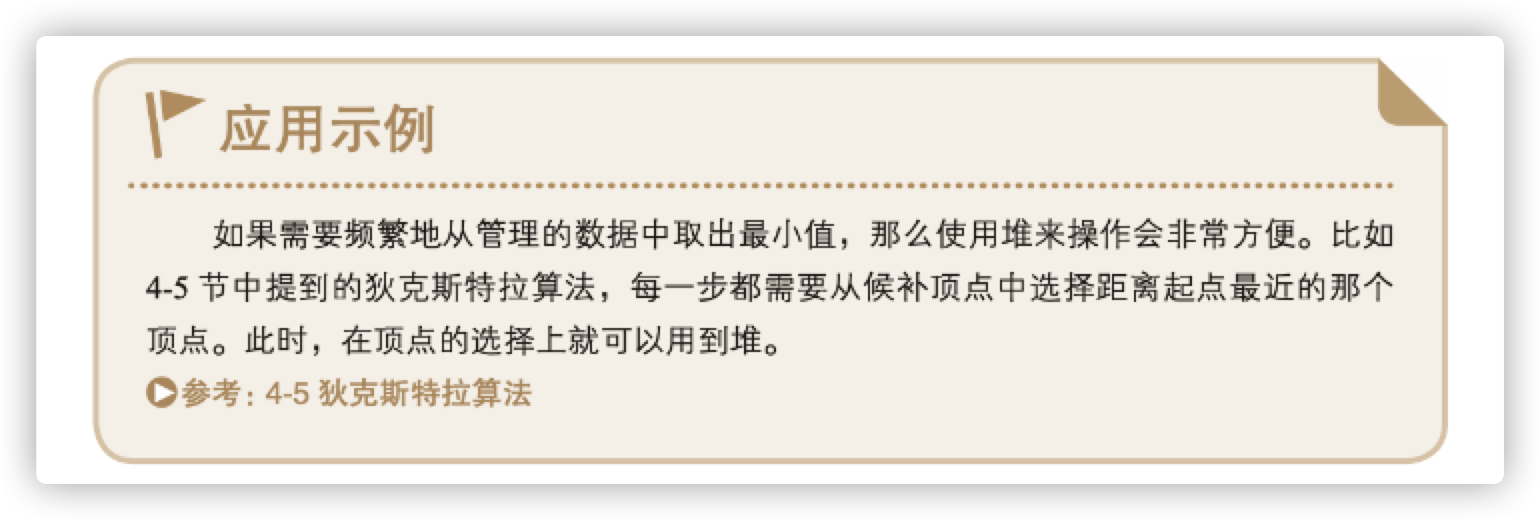 应用示例
如果需要频繁地从管理的数据中取出最小值，那么使用堆来操作会非常方便。比如
4-5 节中提到的狄克斯特拉算法，每一步都需要从候补顶点中选择距离起点最近的那个
顶点。此时，在顶点的选择上就可以用到堆。
参考：4-5 狄克斯特拉算法